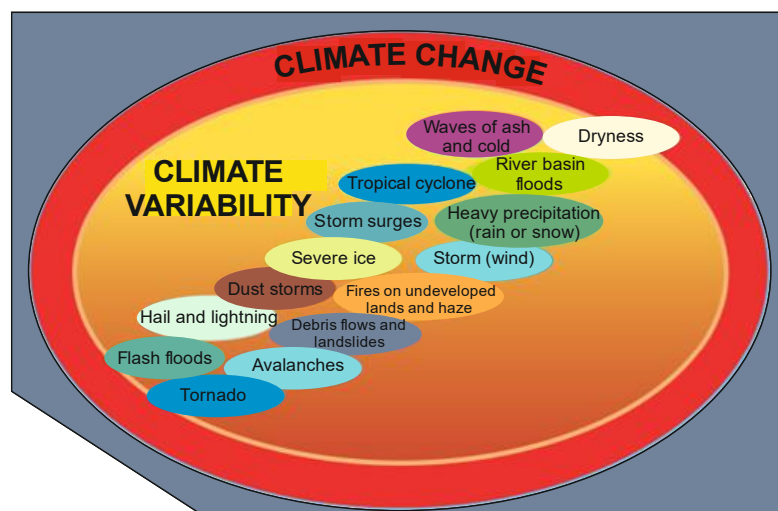 CLIMATE CHANGE
Waves of ash
and cold
Dryness
CLIMATE
VARIABILITY
Tropical cyclone
River basin
floods
Storm surges
Heavy precipitation
(rain or snow)
Severe ice
Storm (wind)
Dust storms
Fires on undeveloped
lands and haze
Hail and lightning
Debris flows and
landslides
Flash floods
Avalanches
Tornado